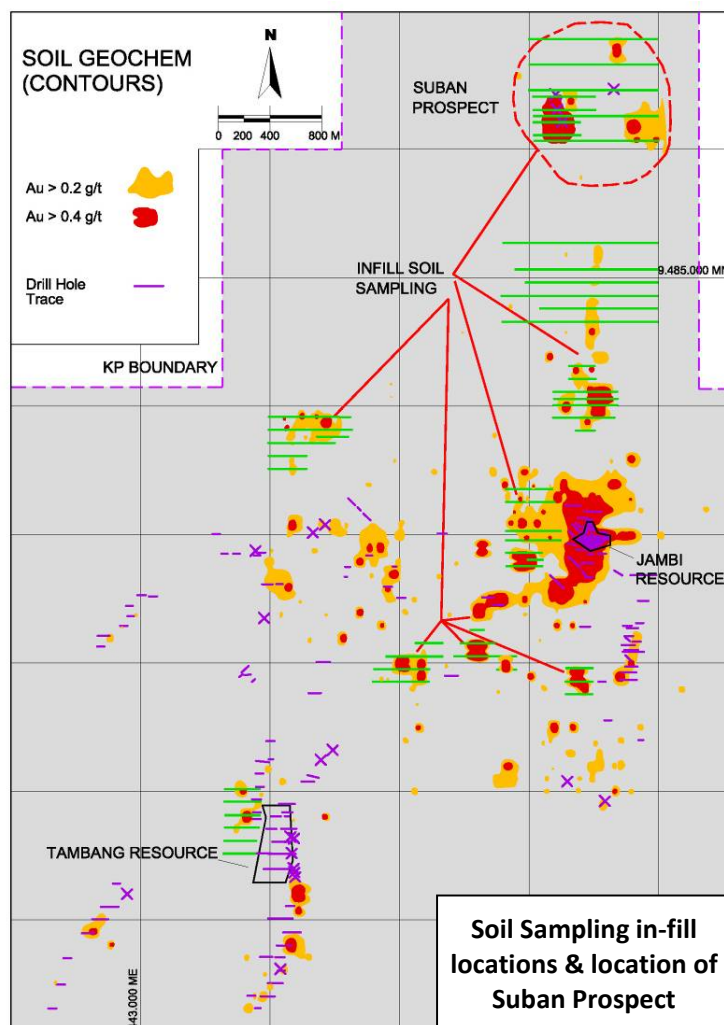 SOIL GEOCHEM
(CONTOURS)
N
0 200 400 800 M
Au > 0.2 g/t
Au > 0.4 g/t
Drill Hole
Trace
SUBAN
PROSPECT
INFILL SOIL
SAMPLING
9.485.000 MN
KP BOUNDARY
JAMBI
RESOURCE
TAMBANG RESOURCE
43.000 ME
Soil Sampling in-fill
locations & location of
Suban Prospect